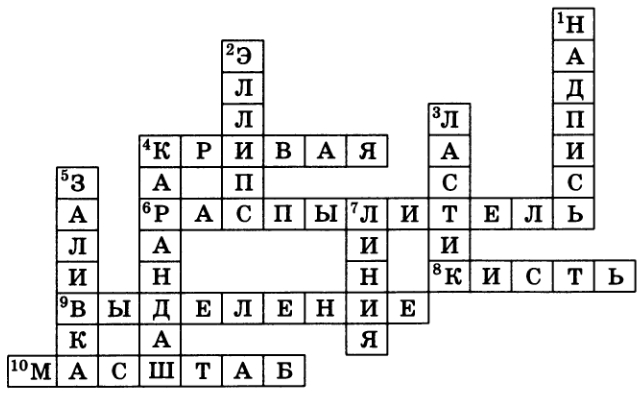 ¹Н
²Э А
Л Д
Л ³Л П
⁴К Р И В А Я А И
⁵З А П С С
А ⁶Р А С П Ы ⁷Л И Т Е Л Ь
Л А И И
И Н Н ⁸К И С Т Ь
⁹В Ы Д Е Л Е Н И Е
К А Я
¹⁰М А С Ш Т А Б